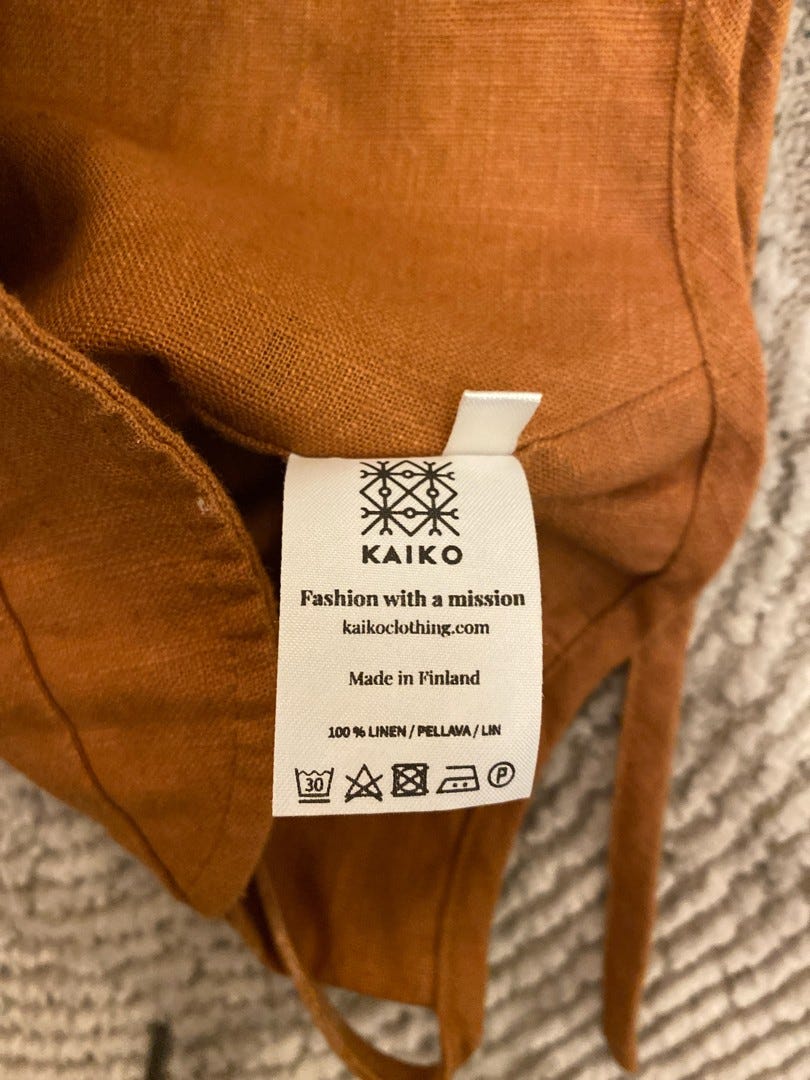 KAIKO
Fashion with a mission
kaikoclothing.com
Made in Finland
100 % LINEN / PELLAVA / LIN
30 P